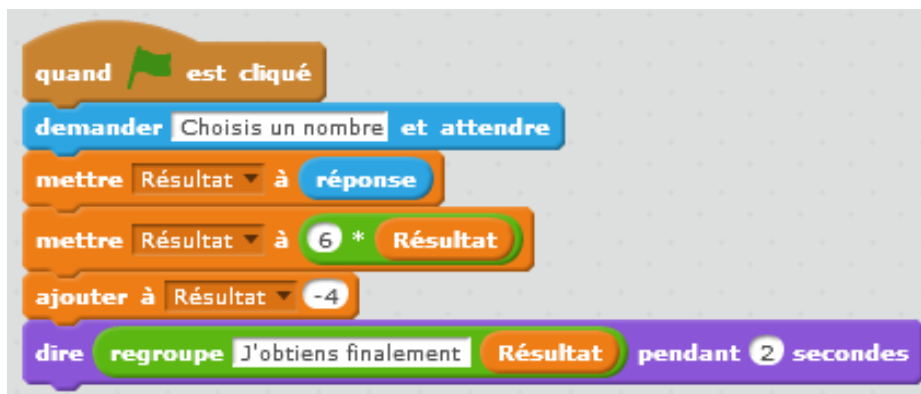 quand est cliqué
demander Choisis un nombre et attendre
mettre Résultat à réponse
mettre Résultat à 6 * Résultat
ajouter à Résultat -4
dire regroupe J'obtiens finalement Résultat pendant 2 secondes